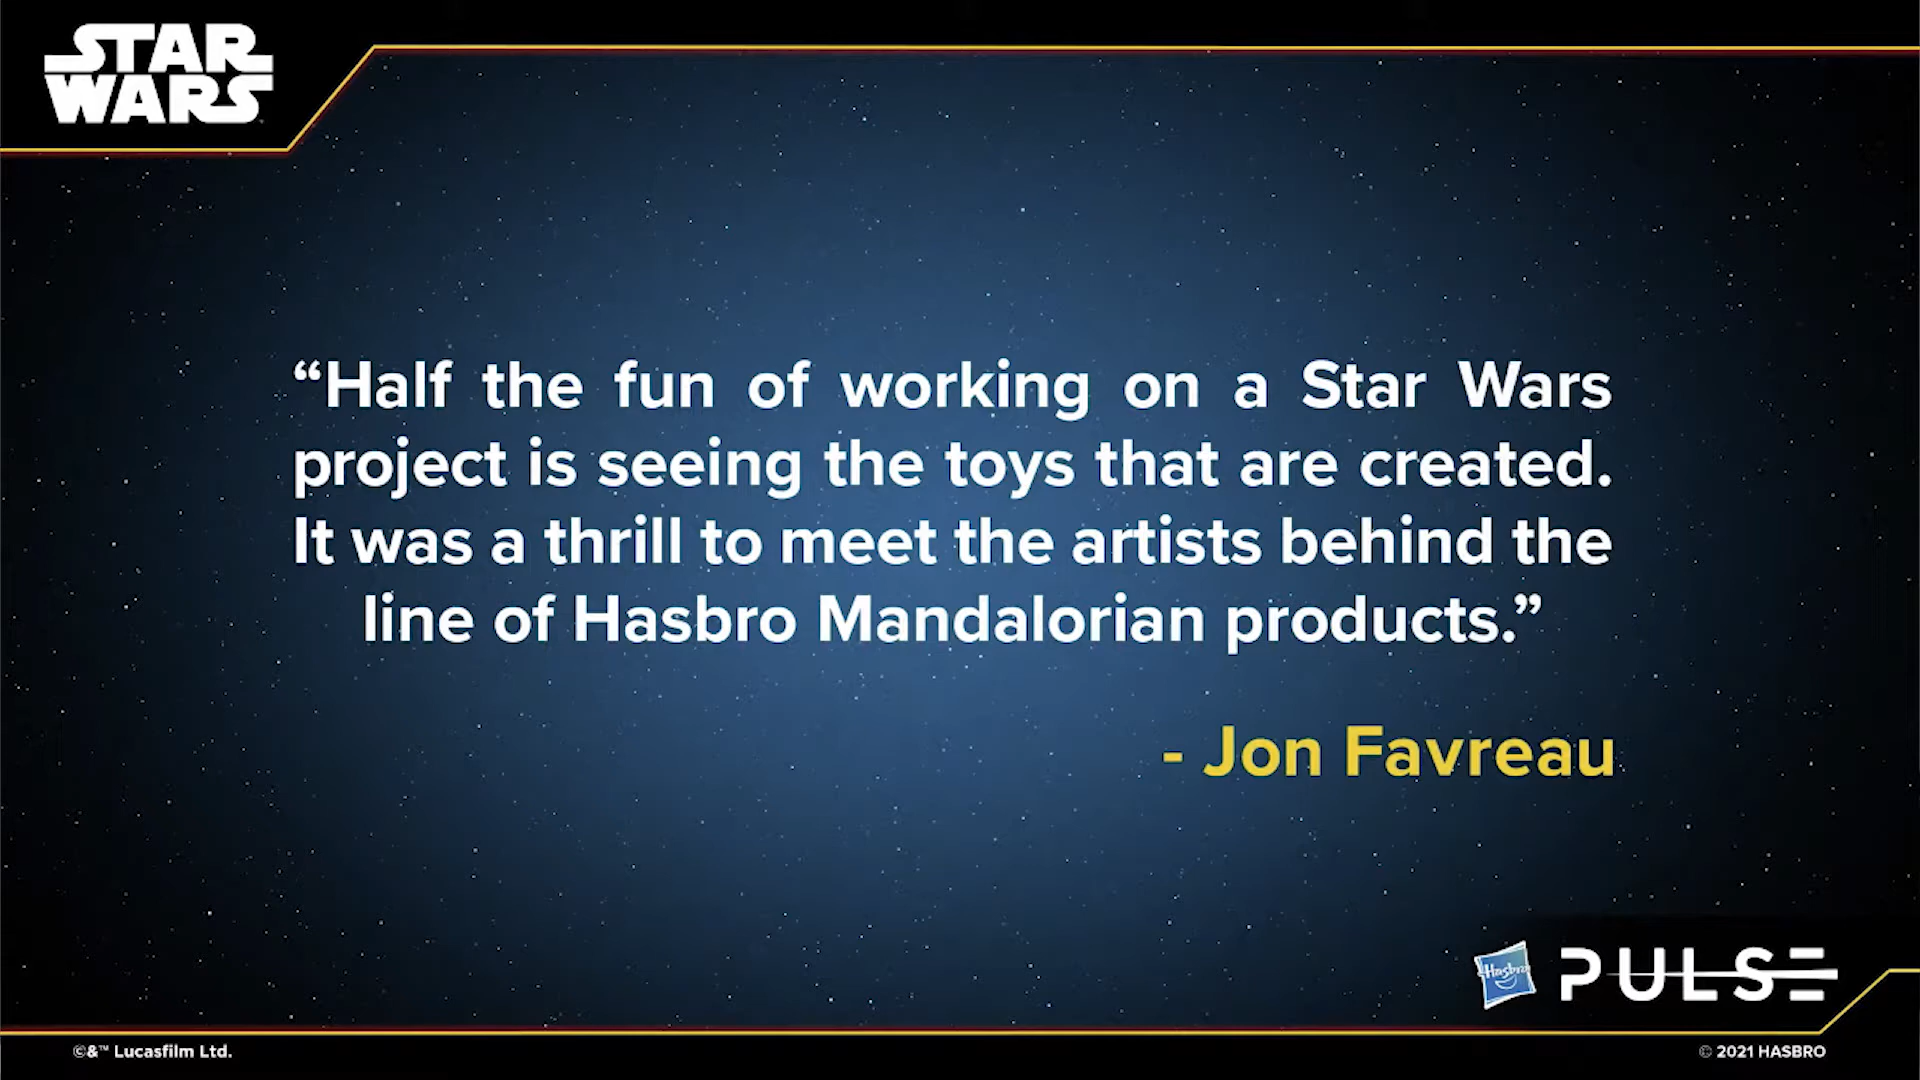 STAR
WARS
“Half the fun of working on a Star Wars
project is seeing the toys that are created.
It was a thrill to meet the artists behind the
line of Hasbro Mandalorian products.”
- Jon Favreau
Hasbro PULSE
©&™ Lucasfilm Ltd.
© 2021 HASBRO